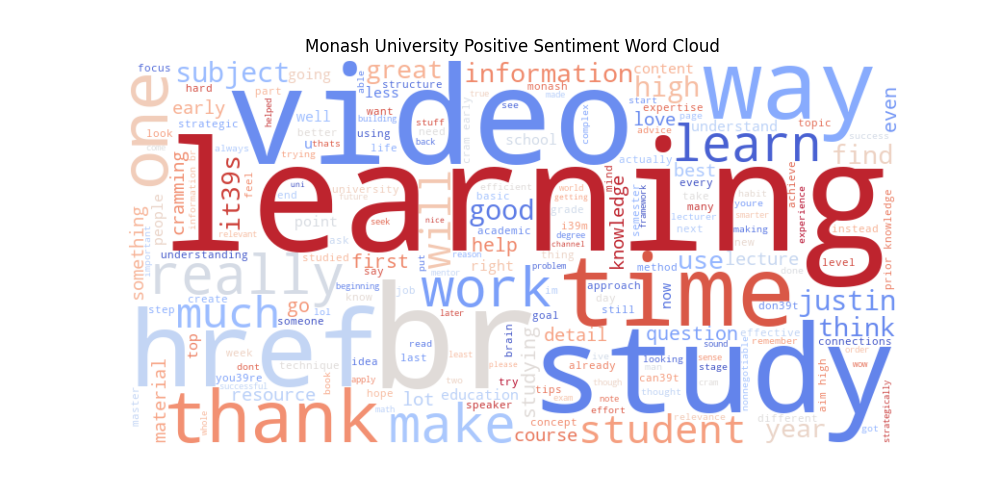 Monash University Positive Sentiment Word Cloud
focus
subject
going
hard
part
able
structure
less
great
information
true
made
see
monash
content
high
start
expertise
love
advice
page
understand
way
even
topic
success
one
early
strategic
look
come
helped
well
better
u
thats
trying
video
want
building
using
life
stuff
need
back
cram early
school
complex
actually
learn
find
cramming
always
it39s
feel
learning
people
something
important
information br
uni
end
university
future
point
ask
relevant
understanding
studied
seek
will
nice
efficient
basic
good
academic
help
world
getting
grade
i39m
degree
channel
thing
mind
knowledge
semester
framework
best
every
many
lecturer
next
take
youre
making
new
habit
smarter
achieve
experience
instead
prior knowledge
level
really
first
say
right
put
reason
mentor
problem
time
method
now
use
lecture
done
step
create
much
someone
go
lol
href
beginning
know
job
br
work
im
approach
day
still
goal
don39t
justin
think
connections
top
week
dont
technique
idea
read
last
later
least
please
brain
studying
detail
already
question
looking
sound
sense
stage
effective
remember
order
wow
material
you39re
successful
resource
book
apply
hope
math
two
lot
education
try
tips
exam
ive
though
note
effort
study
can39t
man
thought
cram
nonnegotiable
aim high
strategically
master
whole
thank
make
speaker
course
concept
student
relevance
different
year
got